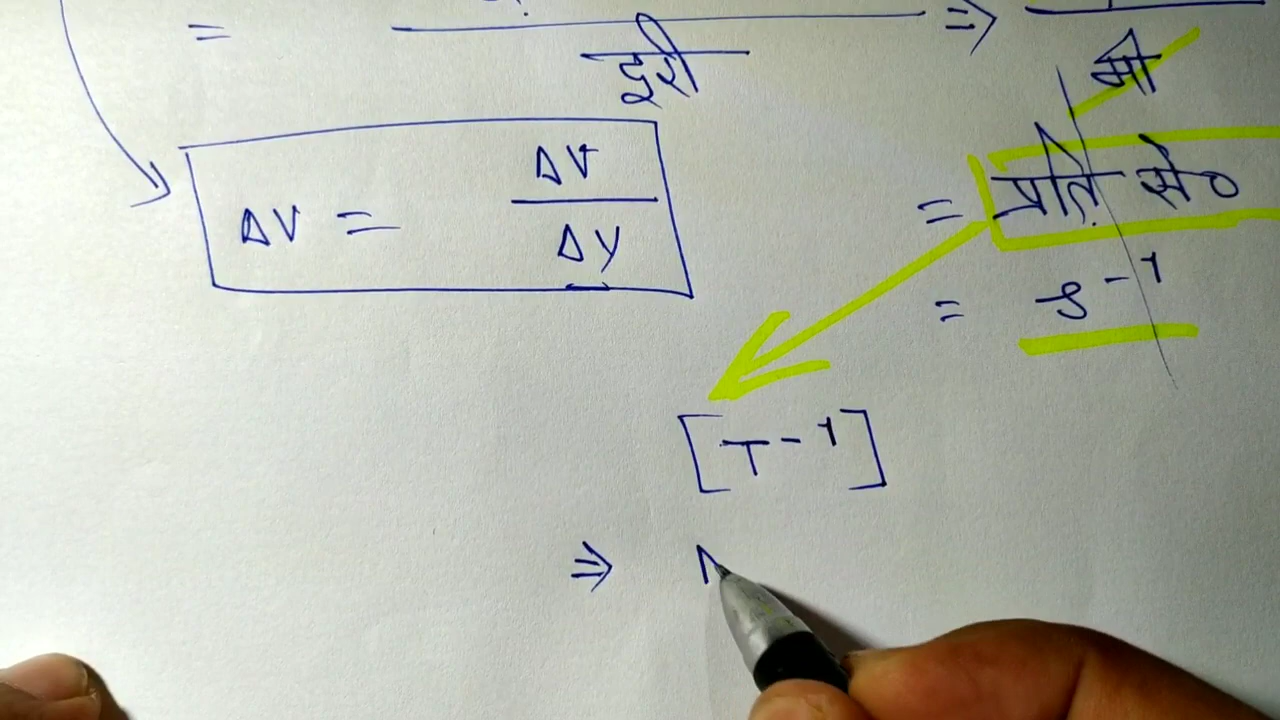 =
⇒
दूरी
मी
ΔV = ΔV / Δy
= प्रति से०
= s⁻¹
[T⁻¹]
⇒